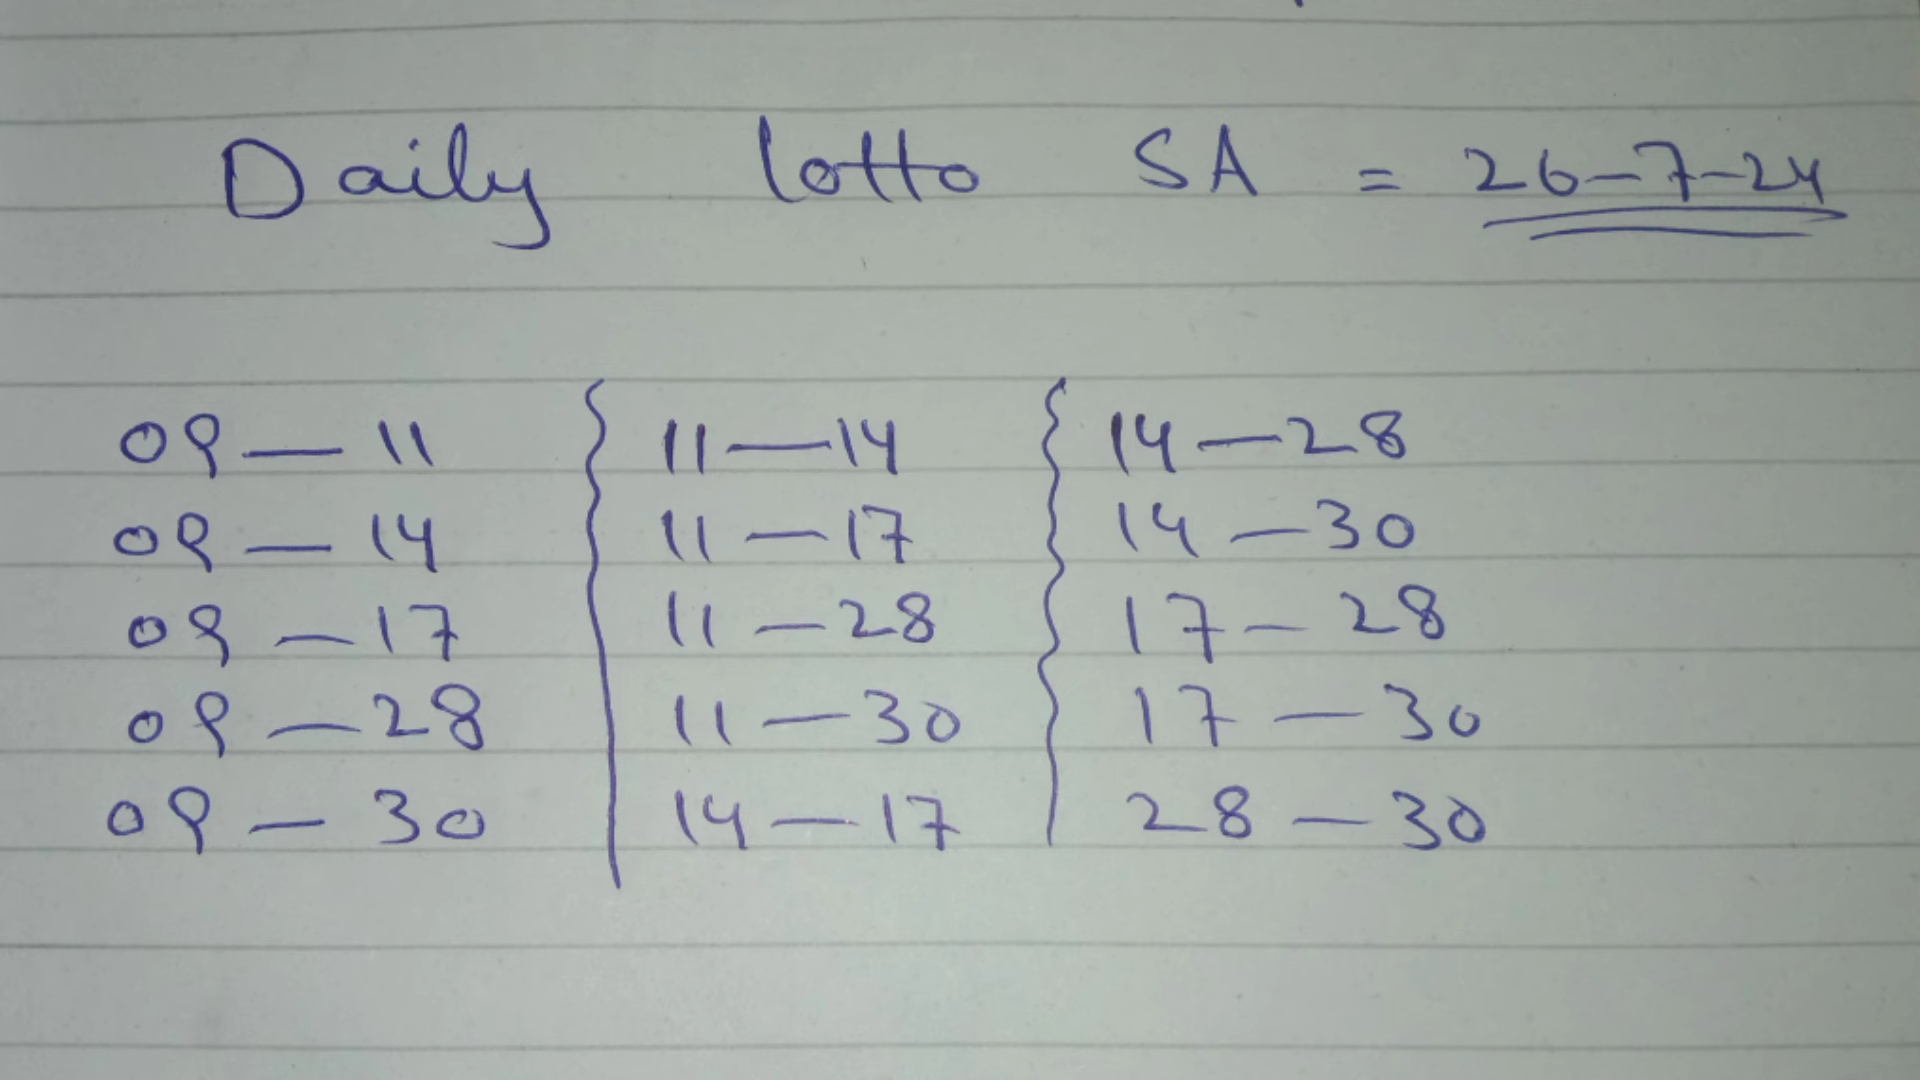 Daily lotto SA = 26-7-24
09 — 11 { 11 — 14 { 14 — 28
09 — 14 11 — 17 14 — 30
09 — 17 11 — 28 17 — 28
09 — 28 11 — 30 17 — 30
09 — 30 14 — 17 28 — 30